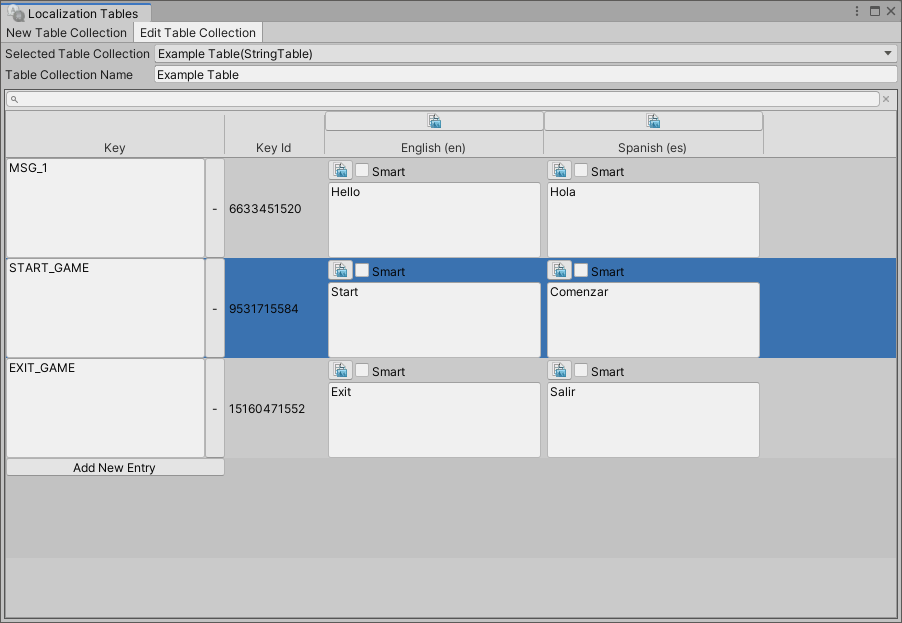 Localization Tables
New Table Collection Edit Table Collection
Selected Table Collection Example Table(StringTable)
Table Collection Name Example Table
Key Key Id English (en) Spanish (es)
MSG_1 - 6633451520 Smart Smart
Hello Hola
START_GAME - 9531715584 Smart Smart
Start Comenzar
EXIT_GAME - 15160471552 Smart Smart
Exit Salir
Add New Entry